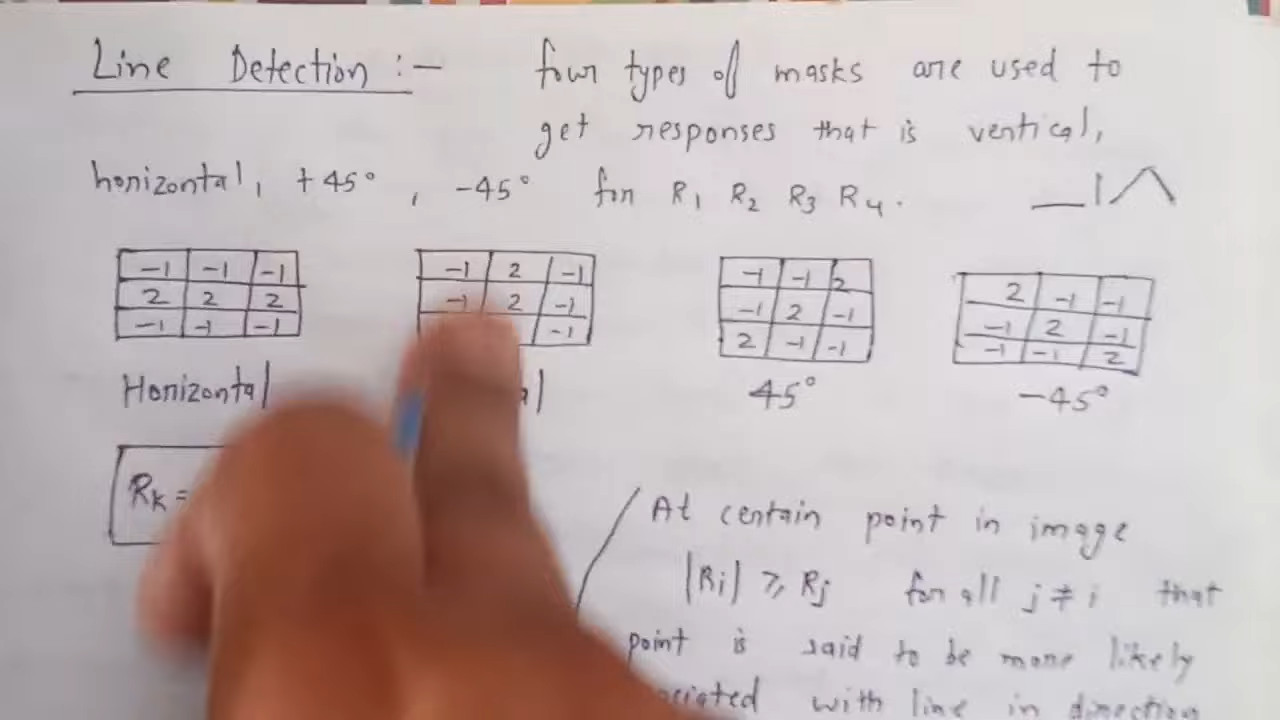 Line Detection :- four types of masks are used to
get responses that is vertical,
horizontal, +45° , -45° for R1 R2 R3 R4.
-1 -1 -1
2 2 2
-1 -1 -1
Horizontal
-1 2 -1
-1 2 -1
-1
-1 -1 2
-1 2 -1
2 -1 -1
45°
2 -1 -1
-1 2 -1
-1 -1 2
-45°
RK =
At certain point in image
|Ri| ⩾ Rj for all j ≠ i that
point is said to be more likely
with line in direction